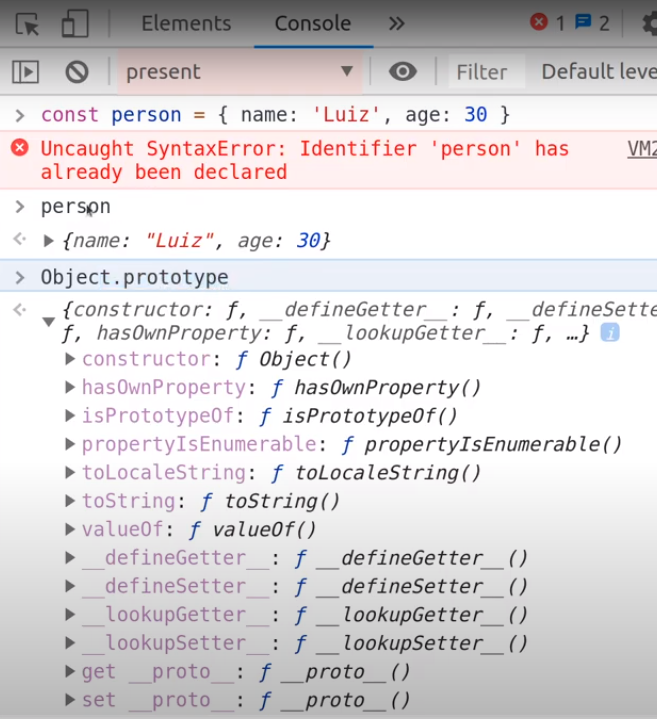 Elements Console » 1 2
present Filter Default leve
> const person = { name: 'Luiz', age: 30 }
Uncaught SyntaxError: Identifier 'person' has VM2
already been declared
> person
{name: "Luiz", age: 30}
> Object.prototype
{constructor: ƒ, __defineGetter__: ƒ, __defineSette
ƒ, hasOwnProperty: ƒ, __lookupGetter__: ƒ, …} i
constructor: ƒ Object()
hasOwnProperty: ƒ hasOwnProperty()
isPrototypeOf: ƒ isPrototypeOf()
propertyIsEnumerable: ƒ propertyIsEnumerable()
toLocaleString: ƒ toLocaleString()
toString: ƒ toString()
valueOf: ƒ valueOf()
__defineGetter__: ƒ __defineGetter__()
__defineSetter__: ƒ __defineSetter__()
__lookupGetter__: ƒ __lookupGetter__()
__lookupSetter__: ƒ __lookupSetter__()
get __proto__: ƒ __proto__()
set __proto__: ƒ __proto__()